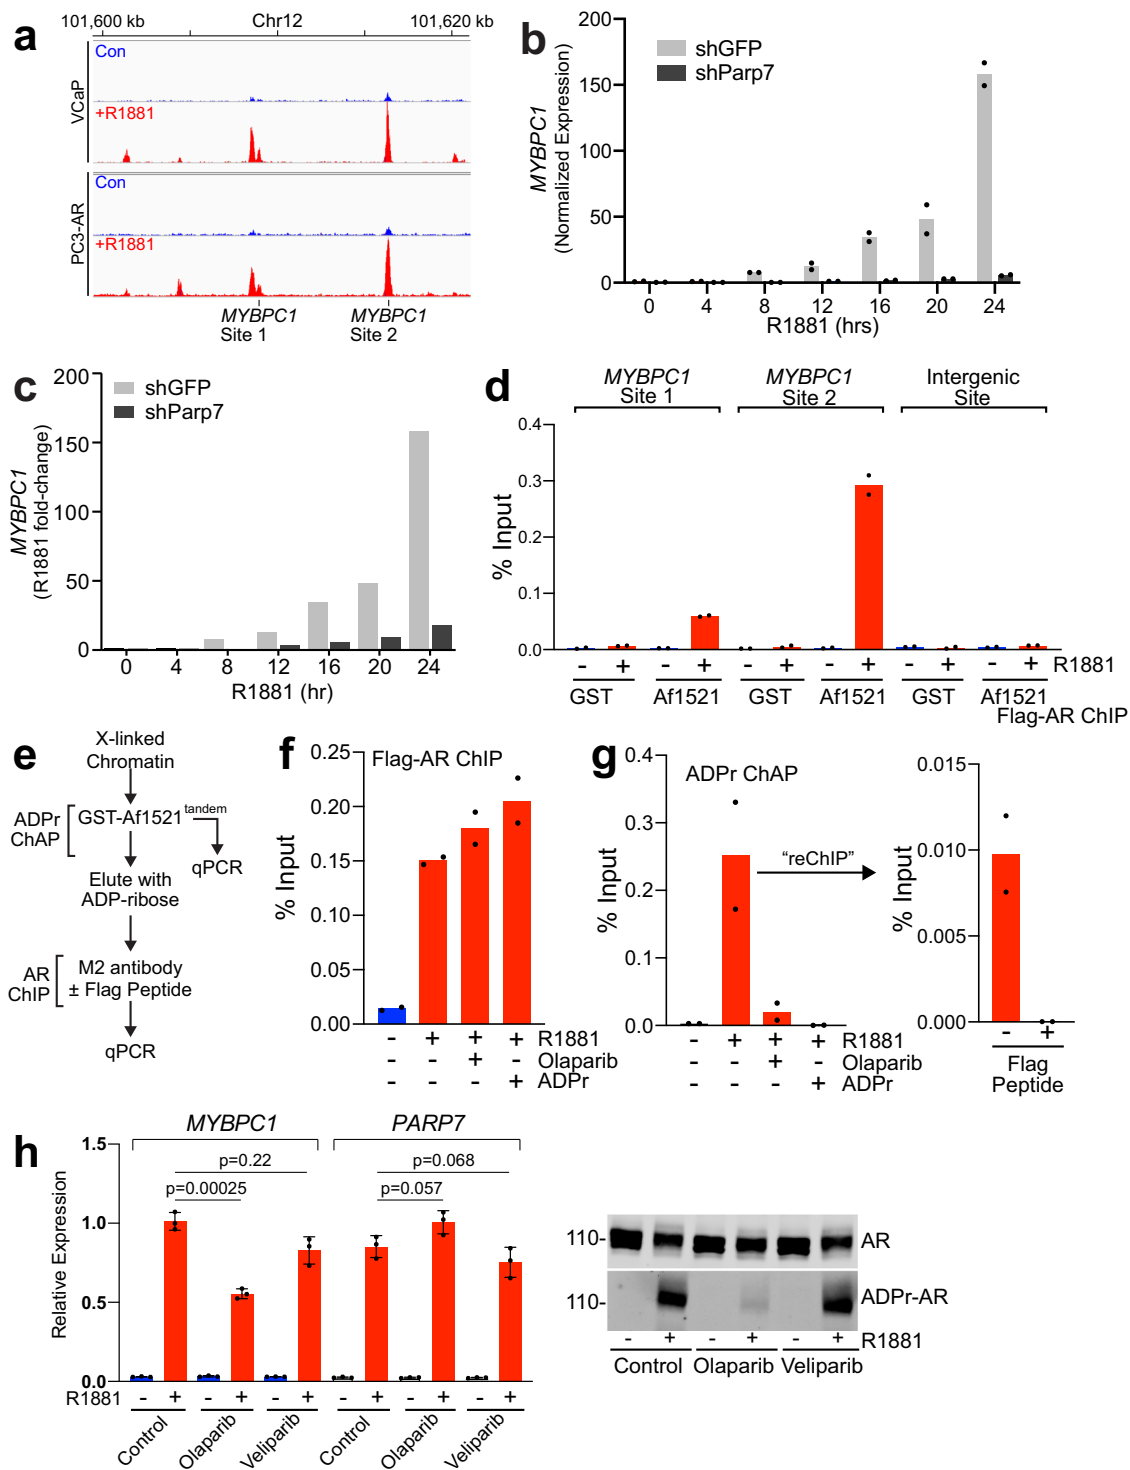 a
101,600 kb Chr12 101,620 kb
VCaP
Con
+R1881
PC3-AR
Con
+R1881
MYBPC1 Site 1
MYBPC1 Site 2
b
MYBPC1
(Normalized Expression)
200
150
100
50
0
shGFP
shParp7
0 4 8 12 16 20 24
R1881 (hrs)
c
MYBPC1
(R1881 fold-change)
200
150
100
50
0
shGFP
shParp7
0 4 8 12 16 20 24
R1881 (hr)
d
MYBPC1 Site 1
MYBPC1 Site 2
Intergenic Site
% Input
0.4
0.3
0.2
0.1
0.0
- + - + - + - + - + - + R1881
GST Af1521 GST Af1521 GST Af1521
Flag-AR ChIP
e
X-linked
Chromatin
ADPr
ChAP
GST-Af1521
tandem
qPCR
Elute with
ADP-ribose
AR
ChIP
M2 antibody
± Flag Peptide
qPCR
f
Flag-AR ChIP
% Input
0.25
0.20
0.15
0.10
0.05
0.00
- + + + R1881
- - + - Olaparib
- - - + ADPr
g
ADPr ChAP
% Input
0.4
0.3
0.2
0.1
0.0
- + + + R1881
- - + - Olaparib
- - - + ADPr
“reChIP”
% Input
0.015
0.010
0.005
0.000
- +
Flag
Peptide
h
MYBPC1 PARP7
Relative Expression
1.5
1.0
0.5
0.0
p=0.22
p=0.00025
p=0.068
p=0.057
R1881 - + - + - + - + - + - +
Control Olaparib Veliparib Control Olaparib Veliparib
110- AR
110- ADPr-AR
- + - + - + R1881
Control Olaparib Veliparib